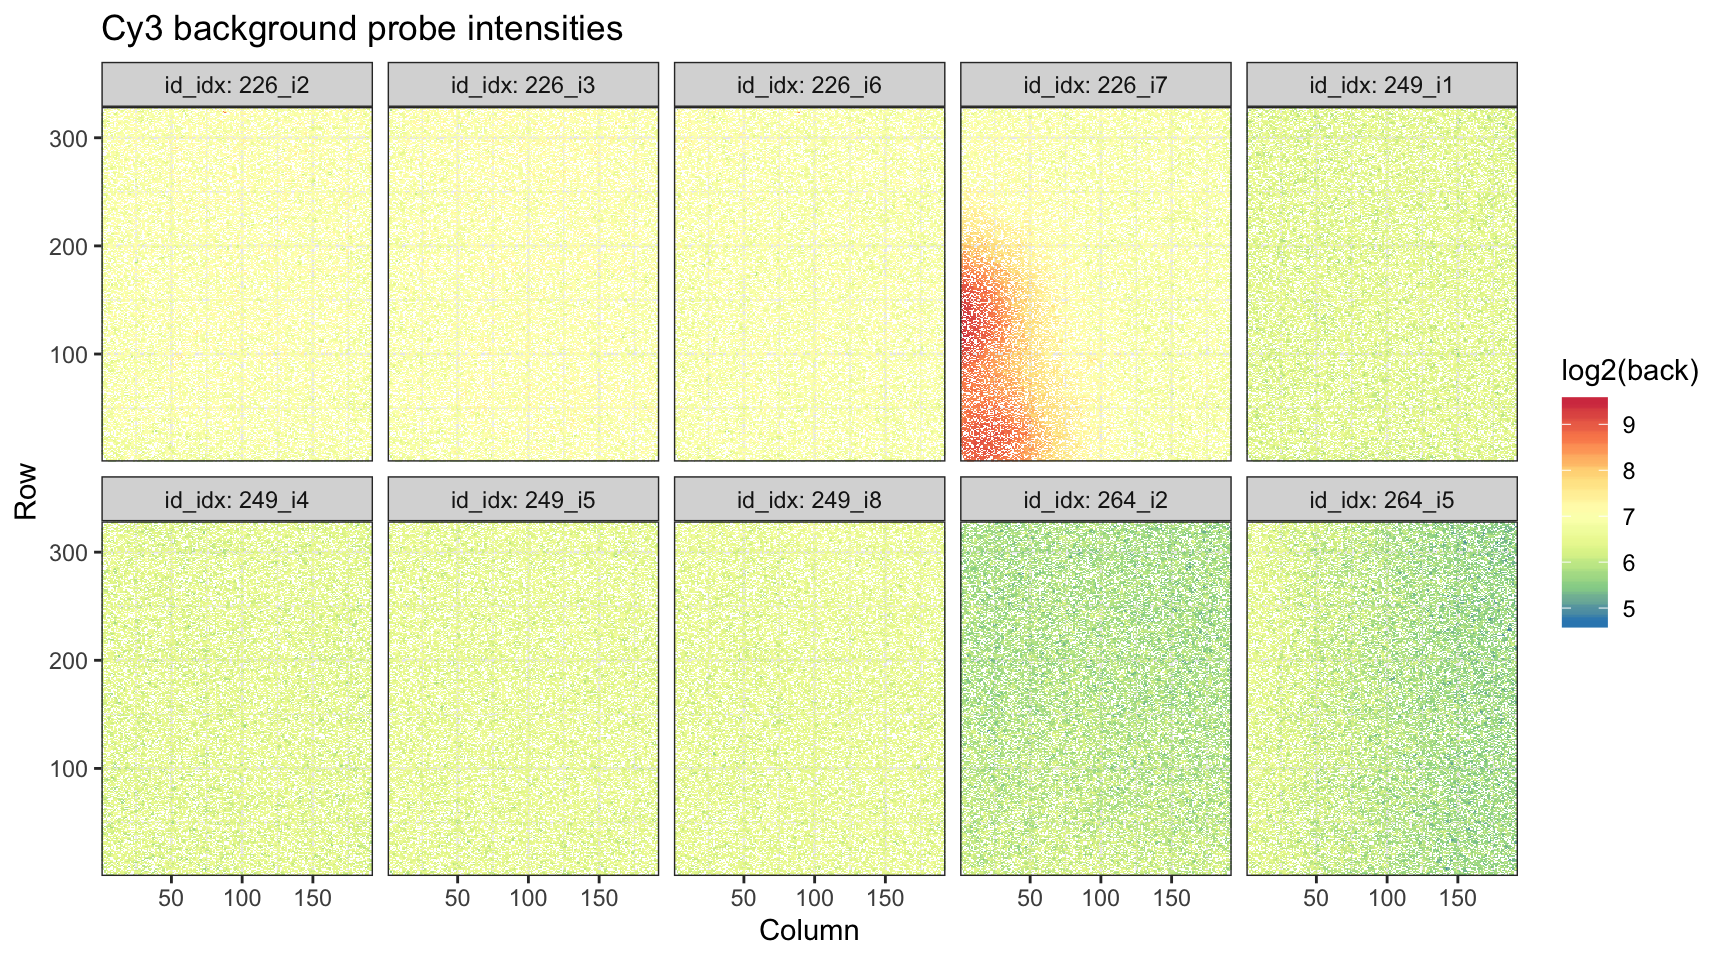 Cy3 background probe intensities
id_idx: 226_i2
id_idx: 226_i3
id_idx: 226_i6
id_idx: 226_i7
id_idx: 249_i1
300
200
100
id_idx: 249_i4
id_idx: 249_i5
id_idx: 249_i8
id_idx: 264_i2
id_idx: 264_i5
300
200
100
50 100 150
50 100 150
50 100 150
50 100 150
50 100 150
Column
Row
log2(back)
9
8
7
6
5